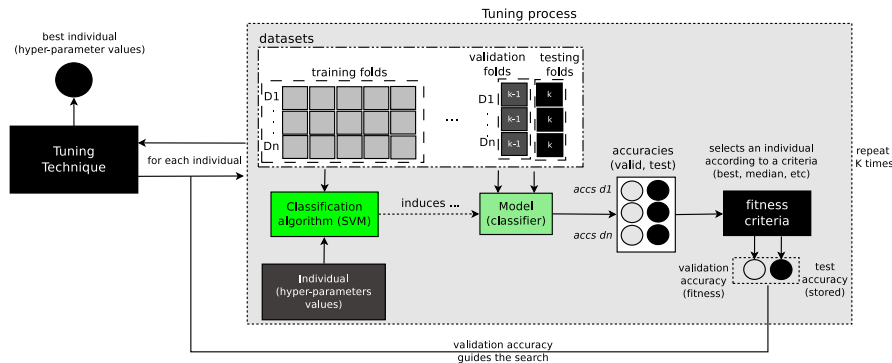 Tuning process
best individual
(hyper-parameter values)
datasets
training folds
validation
folds
testing
folds
D1
.
.
Dn
...
D1
.
.
Dn
k-1
k
k-1
k
k-1
k
Tuning
Technique
for each individual
accuracies
(valid, test)
selects an individual
according to a criteria
(best, median, etc)
repeat
K times
Classification
algorithm (SVM)
induces ...
Model
(classifier)
accs d1
accs dn
fitness
criteria
Individual
(hyper-parameters
values)
validation
accuracy
(fitness)
test
accuracy
(stored)
validation accuracy
guides the search